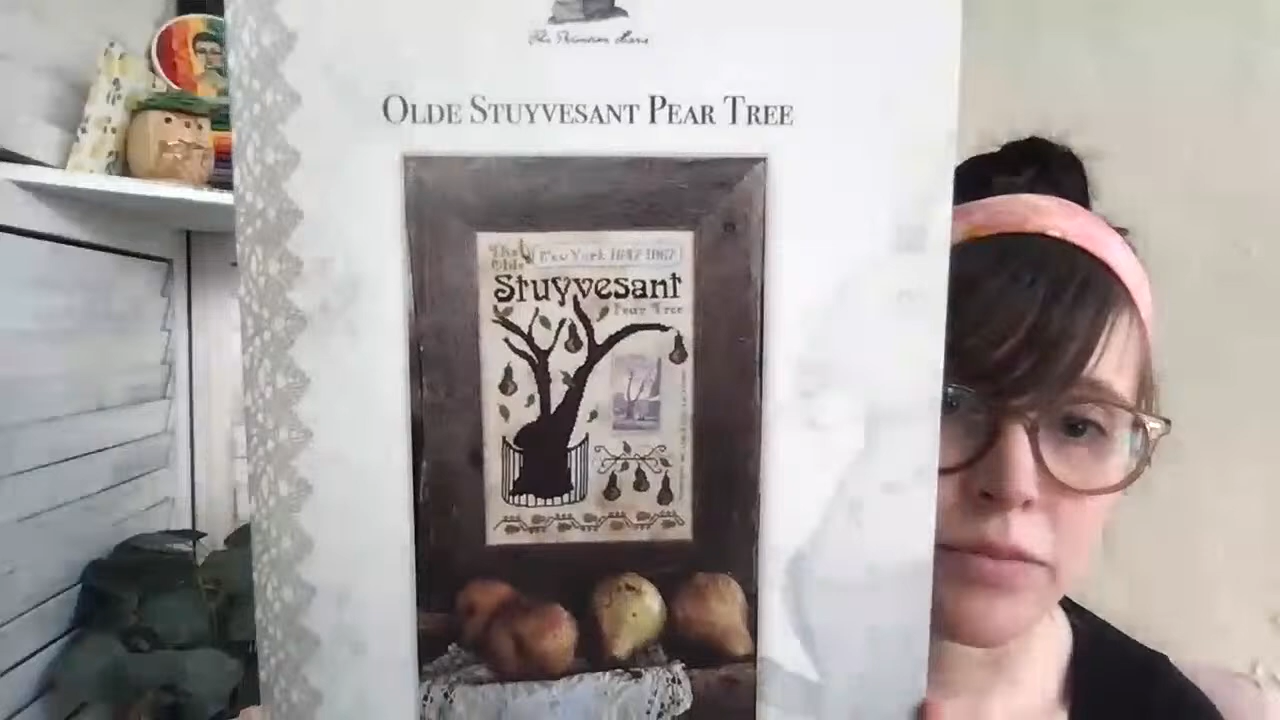 The Primitive Hare
OLDE STUYVESANT PEAR TREE
The Olde
New York 1647-1867
Stuyvesant
Pear Tree